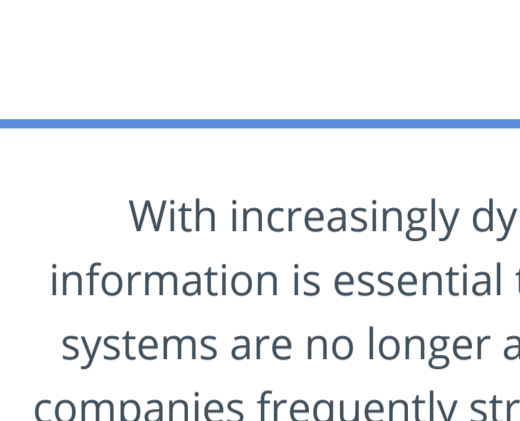 With increasingly dy
information is essential
systems are no longer a
companies frequently str